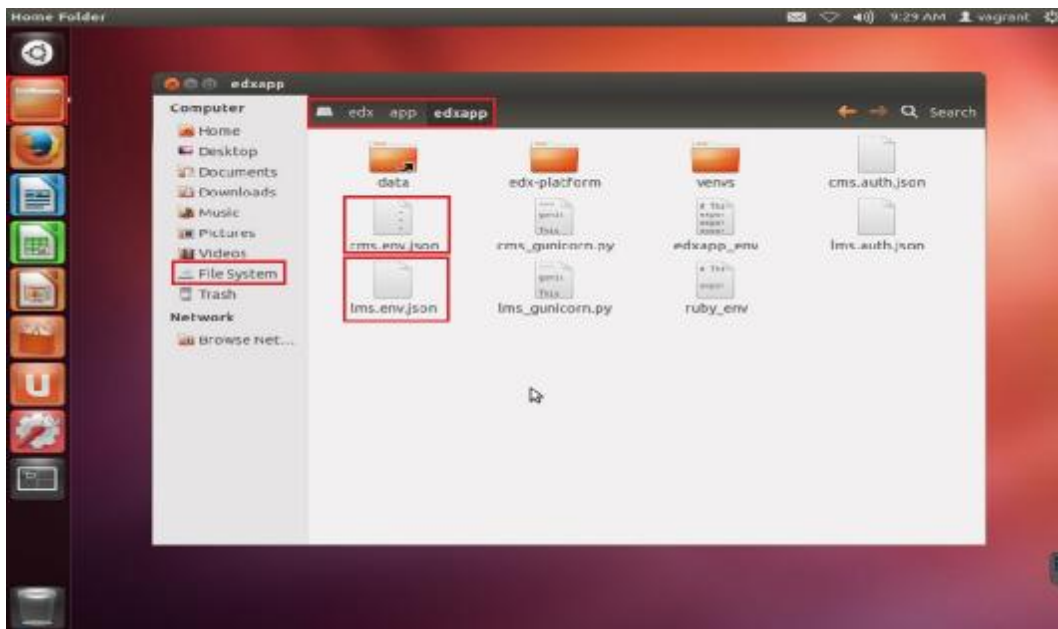 Home Folder 9:29 AM vagrant
edxapp
Computer
Home
Desktop
Documents
Downloads
Music
Pictures
Videos
File System
Trash
Network
Browse Net...
edx app edxapp Search
data edx-platform venvs cms.auth.json
cms.env.json cms_gunicorn.py edxapp_env lms.auth.json
lms.env.json lms_gunicorn.py ruby_env